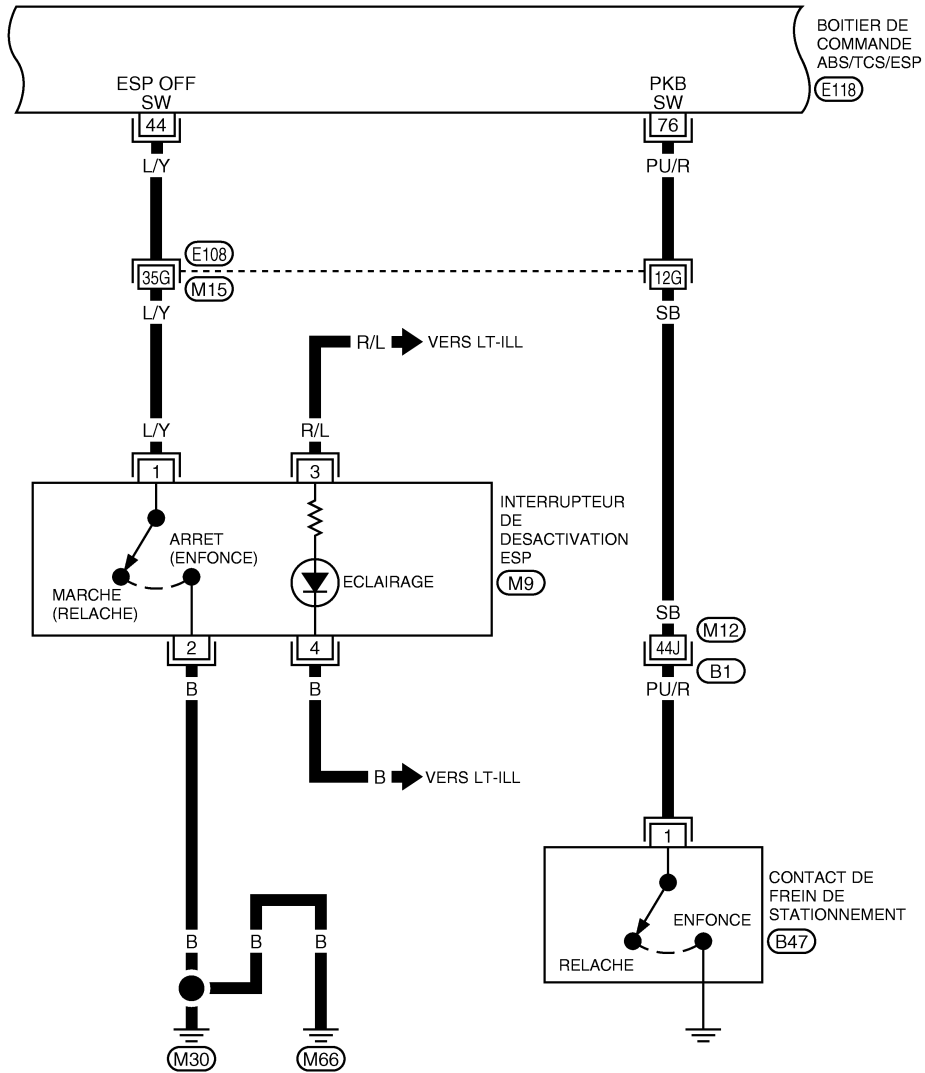 BOITIER DE
COMMANDE
ABS/TCS/ESP
E118
ESP OFF
SW
PKB
SW
44
76
L/Y
PU/R
E108
35G
12G
M15
L/Y
SB
R/L
VERS LT-ILL
L/Y
R/L
1
3
INTERRUPTEUR
DE
DESACTIVATION
ESP
M9
ARRET
(ENFONCE)
MARCHE
(RELACHE)
ECLAIRAGE
SB
M12
2
4
44J
B1
B
B
PU/R
B
VERS LT-ILL
1
CONTACT DE
FREIN DE
STATIONNEMENT
B47
ENFONCE
RELACHE
B
B
B
M30
M66